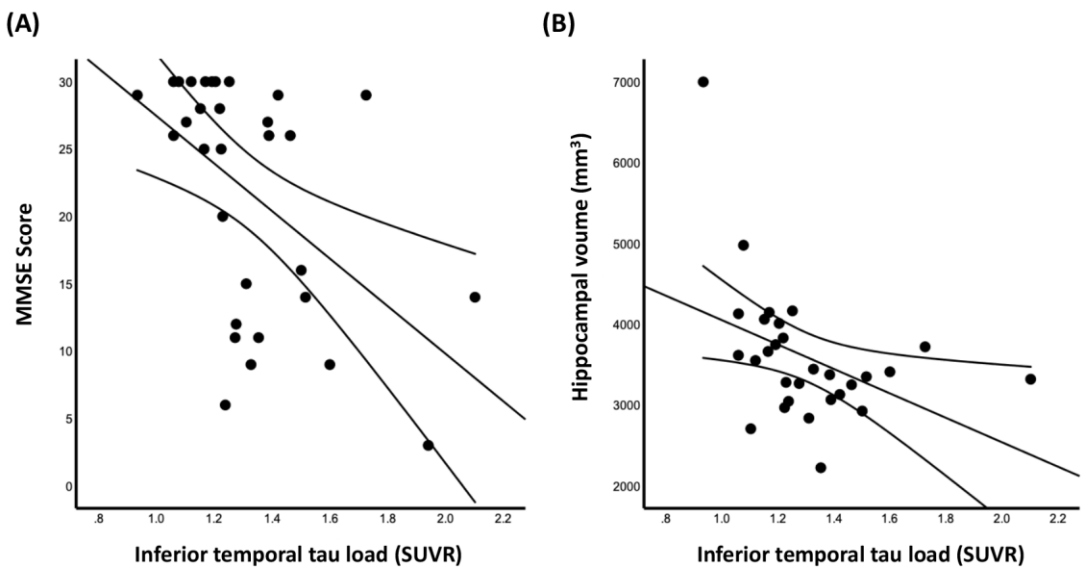 (A)
MMSE Score
30
25
20
15
10
5
0
.8 1.0 1.2 1.4 1.6 1.8 2.0 2.2
Inferior temporal tau load (SUVR)
(B)
Hippocampal voume (mm³)
7000
6000
5000
4000
3000
2000
.8 1.0 1.2 1.4 1.6 1.8 2.0 2.2
Inferior temporal tau load (SUVR)